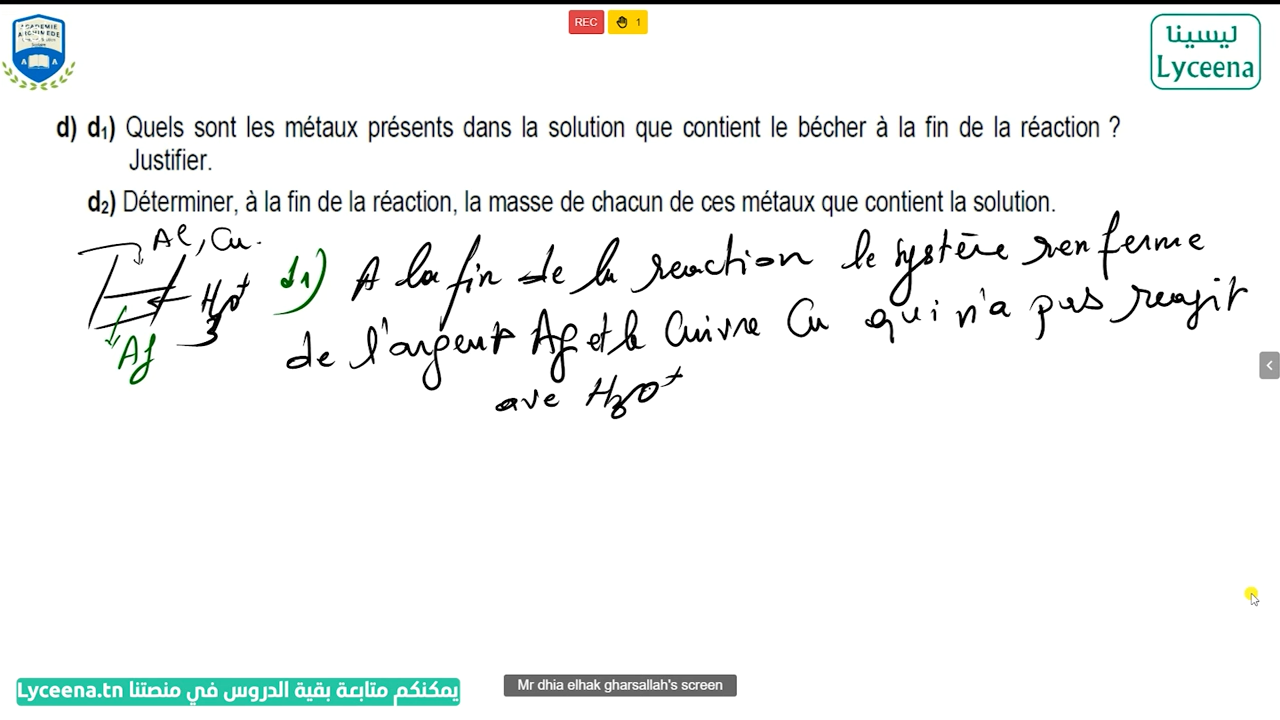 REC
1
ACADEMIE
ARCHIMEDE
ليسينا
Lyceena
d) d₁) Quels sont les métaux présents dans la solution que contient le bécher à la fin de la réaction ?
Justifier.
d₂) Déterminer, à la fin de la réaction, la masse de chacun de ces métaux que contient la solution.
Al, Cu.
H₃O⁺
Ag
d1) A la fin de la reaction le système renferme
de l'argent Ag et le Cuivre Cu qui n'a pas reagit
ave H₃O⁺
يمكنكم متابعة بقية الدروس في منصتنا Lyceena.tn
Mr dhia elhak gharsallah's screen